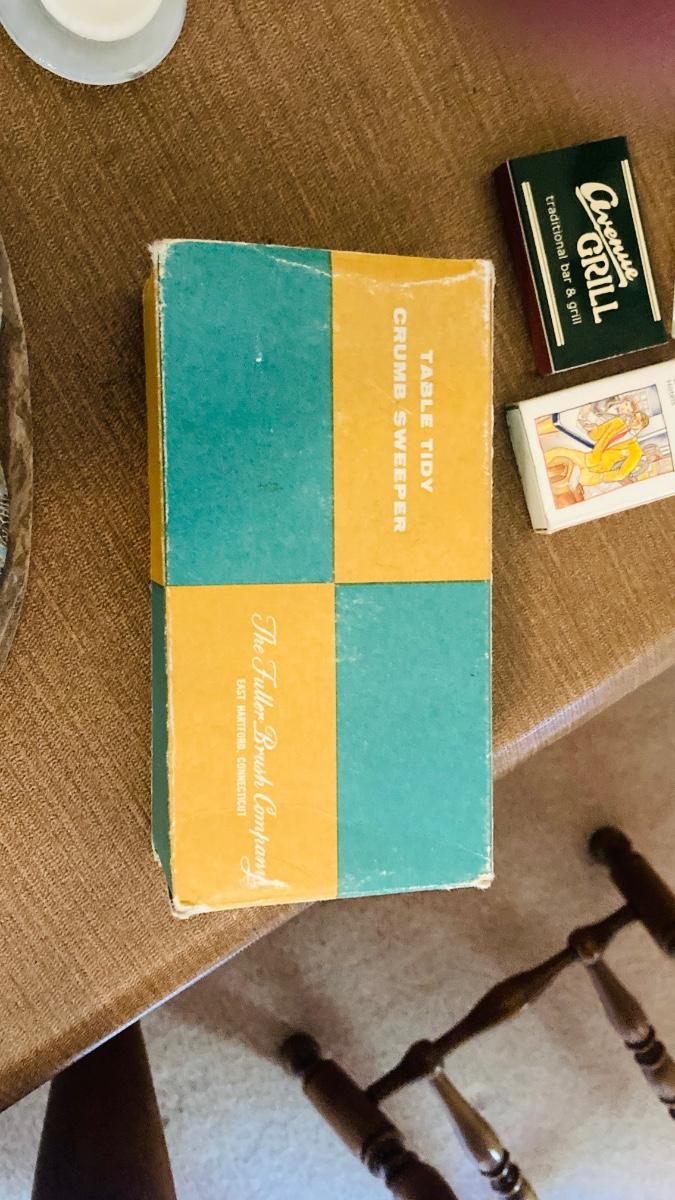 TABLE TIDY
CRUMB SWEEPER
The Fuller Brush Company
EAST HARTFORD, CONNECTICUT
avenue
GRILL
traditional bar & grill